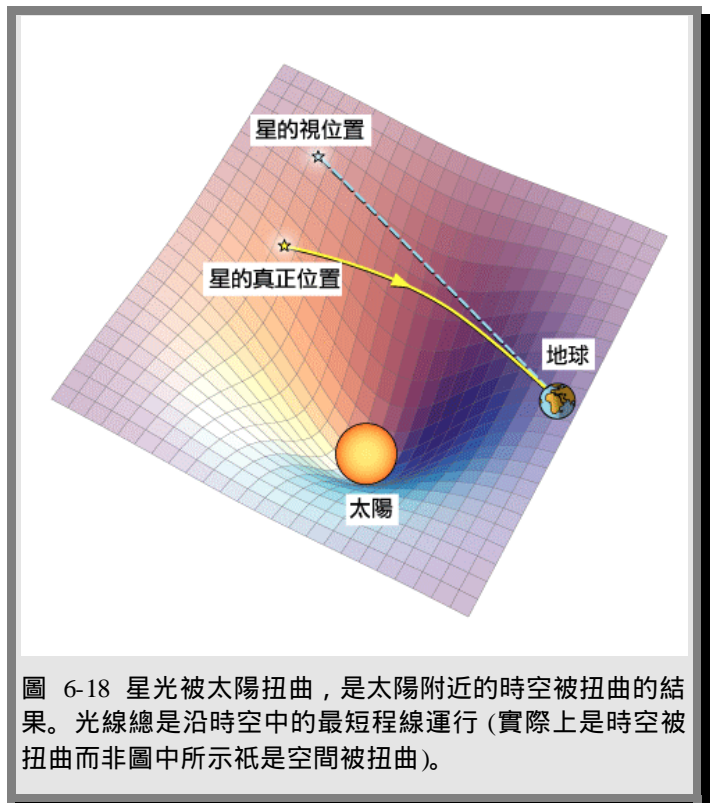 星的視位置
星的真正位置
地球
太陽
圖 6-18 星光被太陽扭曲，是太陽附近的時空被扭曲的結
果。光線總是沿時空中的最短程線運行 (實際上是時空被
扭曲而非圖中所示祇是空間被扭曲)。